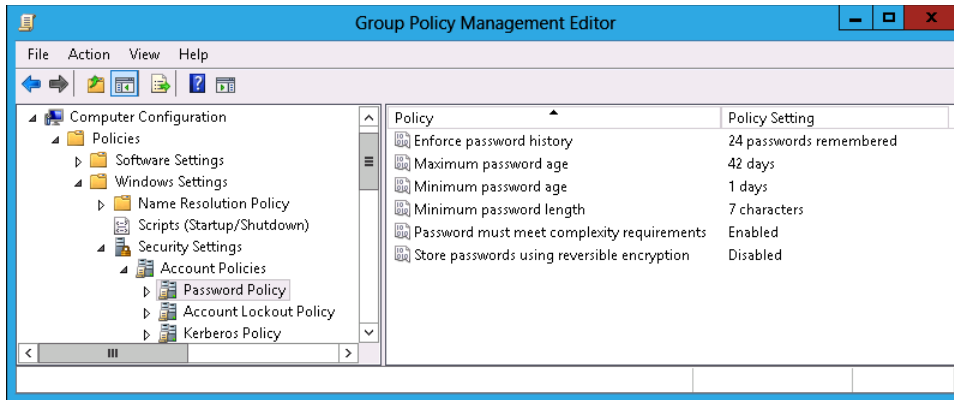 Group Policy Management Editor
File Action View Help
Computer Configuration
Policies
Software Settings
Windows Settings
Name Resolution Policy
Scripts (Startup/Shutdown)
Security Settings
Account Policies
Password Policy
Account Lockout Policy
Kerberos Policy
Policy Policy Setting
Enforce password history 24 passwords remembered
Maximum password age 42 days
Minimum password age 1 days
Minimum password length 7 characters
Password must meet complexity requirements Enabled
Store passwords using reversible encryption Disabled